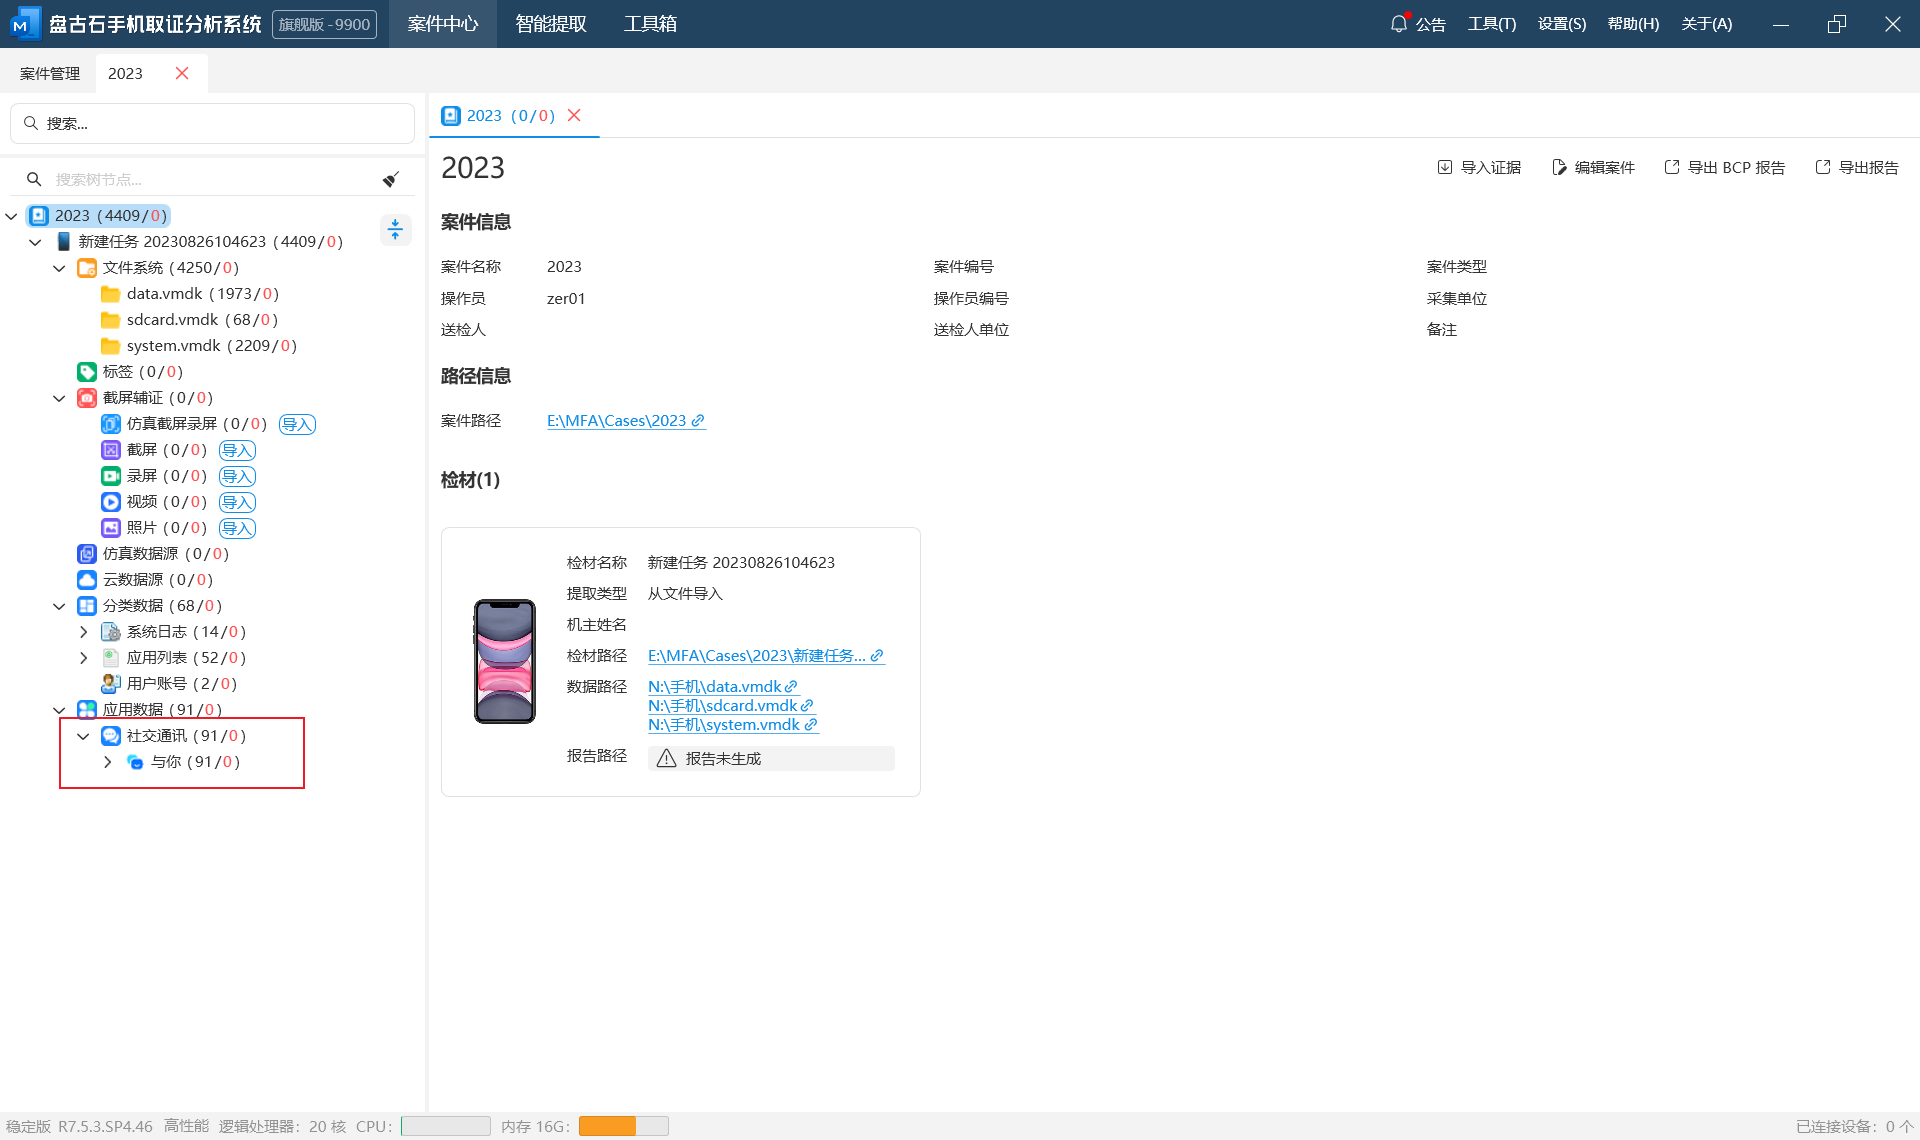 盘古石手机取证分析系统 旗舰版 -9900 案件中心 智能提取 工具箱 公告 工具(T) 设置(S) 帮助(H) 关于(A)
案件管理 2023
搜索...
搜索树节点...
2023 (4409/0)
新建任务 20230826104623 (4409/0)
文件系统 (4250/0)
data.vmdk (1973/0)
sdcard.vmdk (68/0)
system.vmdk (2209/0)
标签 (0/0)
截屏辅证 (0/0)
仿真截屏录屏 (0/0) 导入
截屏 (0/0) 导入
录屏 (0/0) 导入
视频 (0/0) 导入
照片 (0/0) 导入
仿真数据源 (0/0)
云数据源 (0/0)
分类数据 (68/0)
系统日志 (14/0)
应用列表 (52/0)
用户账号 (2/0)
应用数据 (91/0)
社交通讯 (91/0)
与你 (91/0)
2023 (0/0)
2023
导入证据 编辑案件 导出 BCP 报告 导出报告
案件信息
案件名称 2023 案件编号 案件类型
操作员 zer01 操作员编号 采集单位
送检人 送检人单位 备注
路径信息
案件路径 E:\MFA\Cases\2023
检材(1)
检材名称 新建任务 20230826104623
提取类型 从文件导入
机主姓名
检材路径 E:\MFA\Cases\2023\新建任务...
数据路径 N:\手机\data.vmdk
N:\手机\sdcard.vmdk
N:\手机\system.vmdk
报告路径 报告未生成
稳定版 R7.5.3.SP4.46 高性能 逻辑处理器: 20 核 CPU: 内存 16G: 已连接设备: 0 个